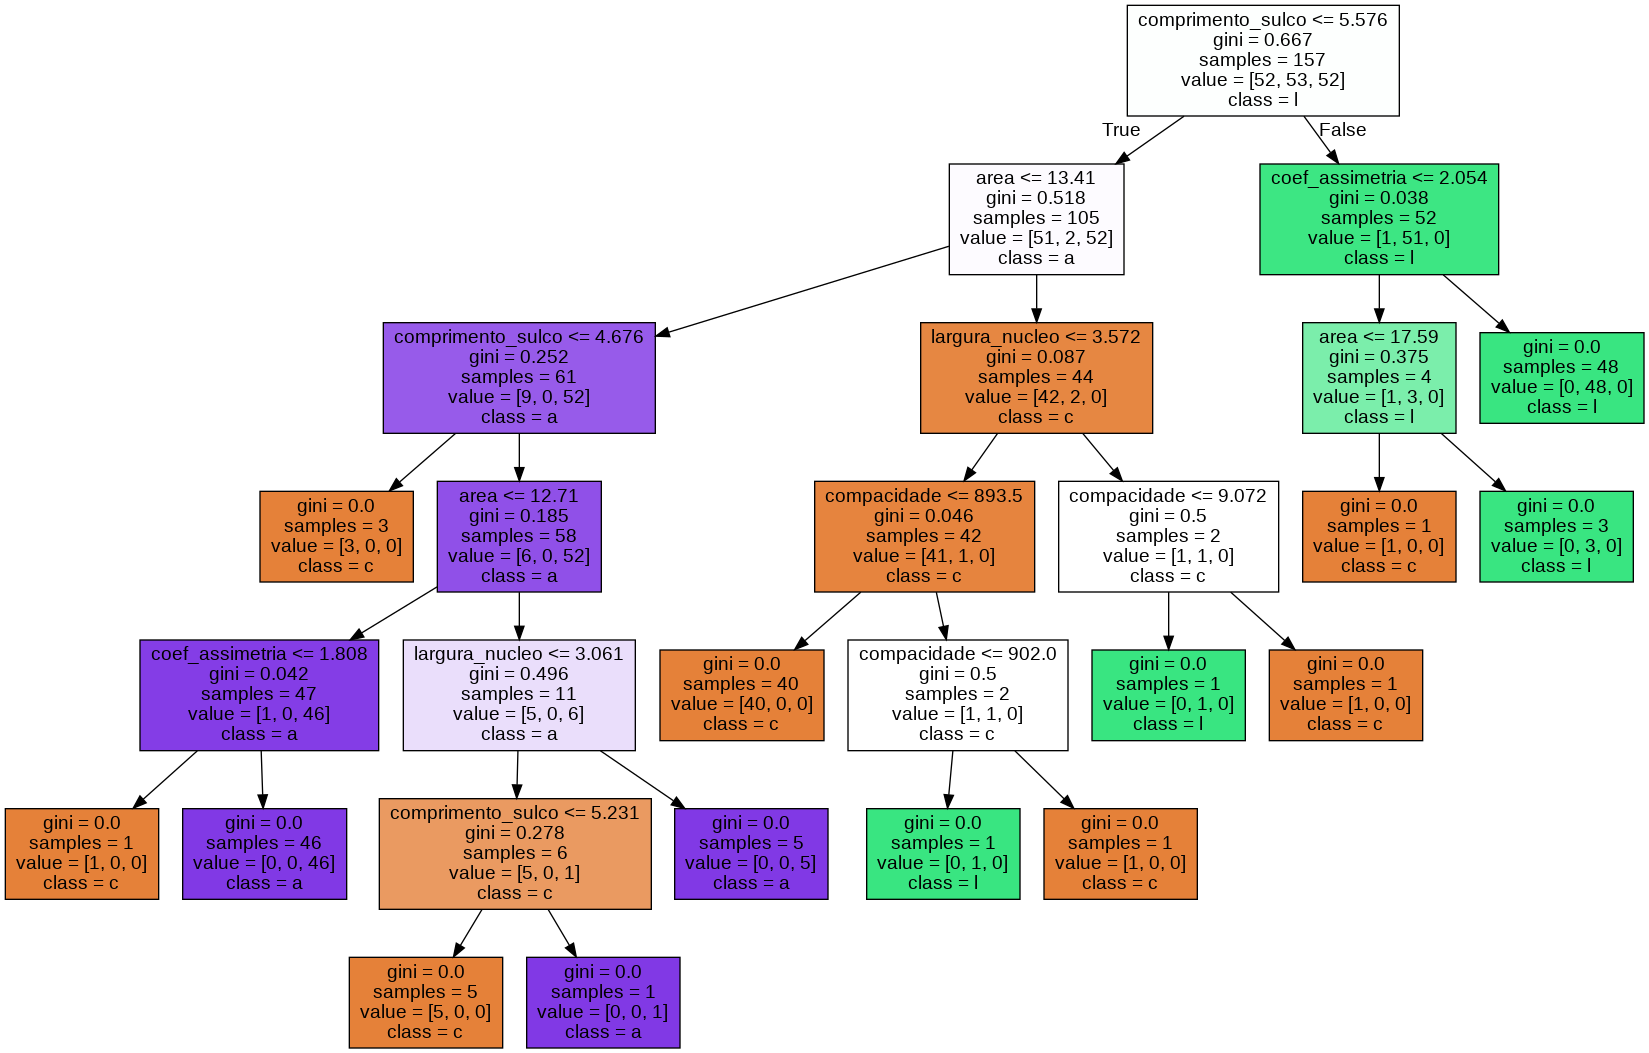 comprimento_sulco <= 5.576
gini = 0.667
samples = 157
value = [52, 53, 52]
class = l
True
False
area <= 13.41
gini = 0.518
samples = 105
value = [51, 2, 52]
class = a
coef_assimetria <= 2.054
gini = 0.038
samples = 52
value = [1, 51, 0]
class = l
comprimento_sulco <= 4.676
gini = 0.252
samples = 61
value = [9, 0, 52]
class = a
largura_nucleo <= 3.572
gini = 0.087
samples = 44
value = [42, 2, 0]
class = c
area <= 17.59
gini = 0.375
samples = 4
value = [1, 3, 0]
class = l
gini = 0.0
samples = 48
value = [0, 48, 0]
class = l
gini = 0.0
samples = 3
value = [3, 0, 0]
class = c
area <= 12.71
gini = 0.185
samples = 58
value = [6, 0, 52]
class = a
compacidade <= 893.5
gini = 0.046
samples = 42
value = [41, 1, 0]
class = c
compacidade <= 9.072
gini = 0.5
samples = 2
value = [1, 1, 0]
class = c
gini = 0.0
samples = 1
value = [1, 0, 0]
class = c
gini = 0.0
samples = 3
value = [0, 3, 0]
class = l
coef_assimetria <= 1.808
gini = 0.042
samples = 47
value = [1, 0, 46]
class = a
largura_nucleo <= 3.061
gini = 0.496
samples = 11
value = [5, 0, 6]
class = a
gini = 0.0
samples = 40
value = [40, 0, 0]
class = c
compacidade <= 902.0
gini = 0.5
samples = 2
value = [1, 1, 0]
class = c
gini = 0.0
samples = 1
value = [0, 1, 0]
class = l
gini = 0.0
samples = 1
value = [1, 0, 0]
class = c
gini = 0.0
samples = 1
value = [1, 0, 0]
class = c
gini = 0.0
samples = 46
value = [0, 0, 46]
class = a
comprimento_sulco <= 5.231
gini = 0.278
samples = 6
value = [5, 0, 1]
class = c
gini = 0.0
samples = 5
value = [0, 0, 5]
class = a
gini = 0.0
samples = 1
value = [0, 1, 0]
class = l
gini = 0.0
samples = 1
value = [1, 0, 0]
class = c
gini = 0.0
samples = 5
value = [5, 0, 0]
class = c
gini = 0.0
samples = 1
value = [0, 0, 1]
class = a